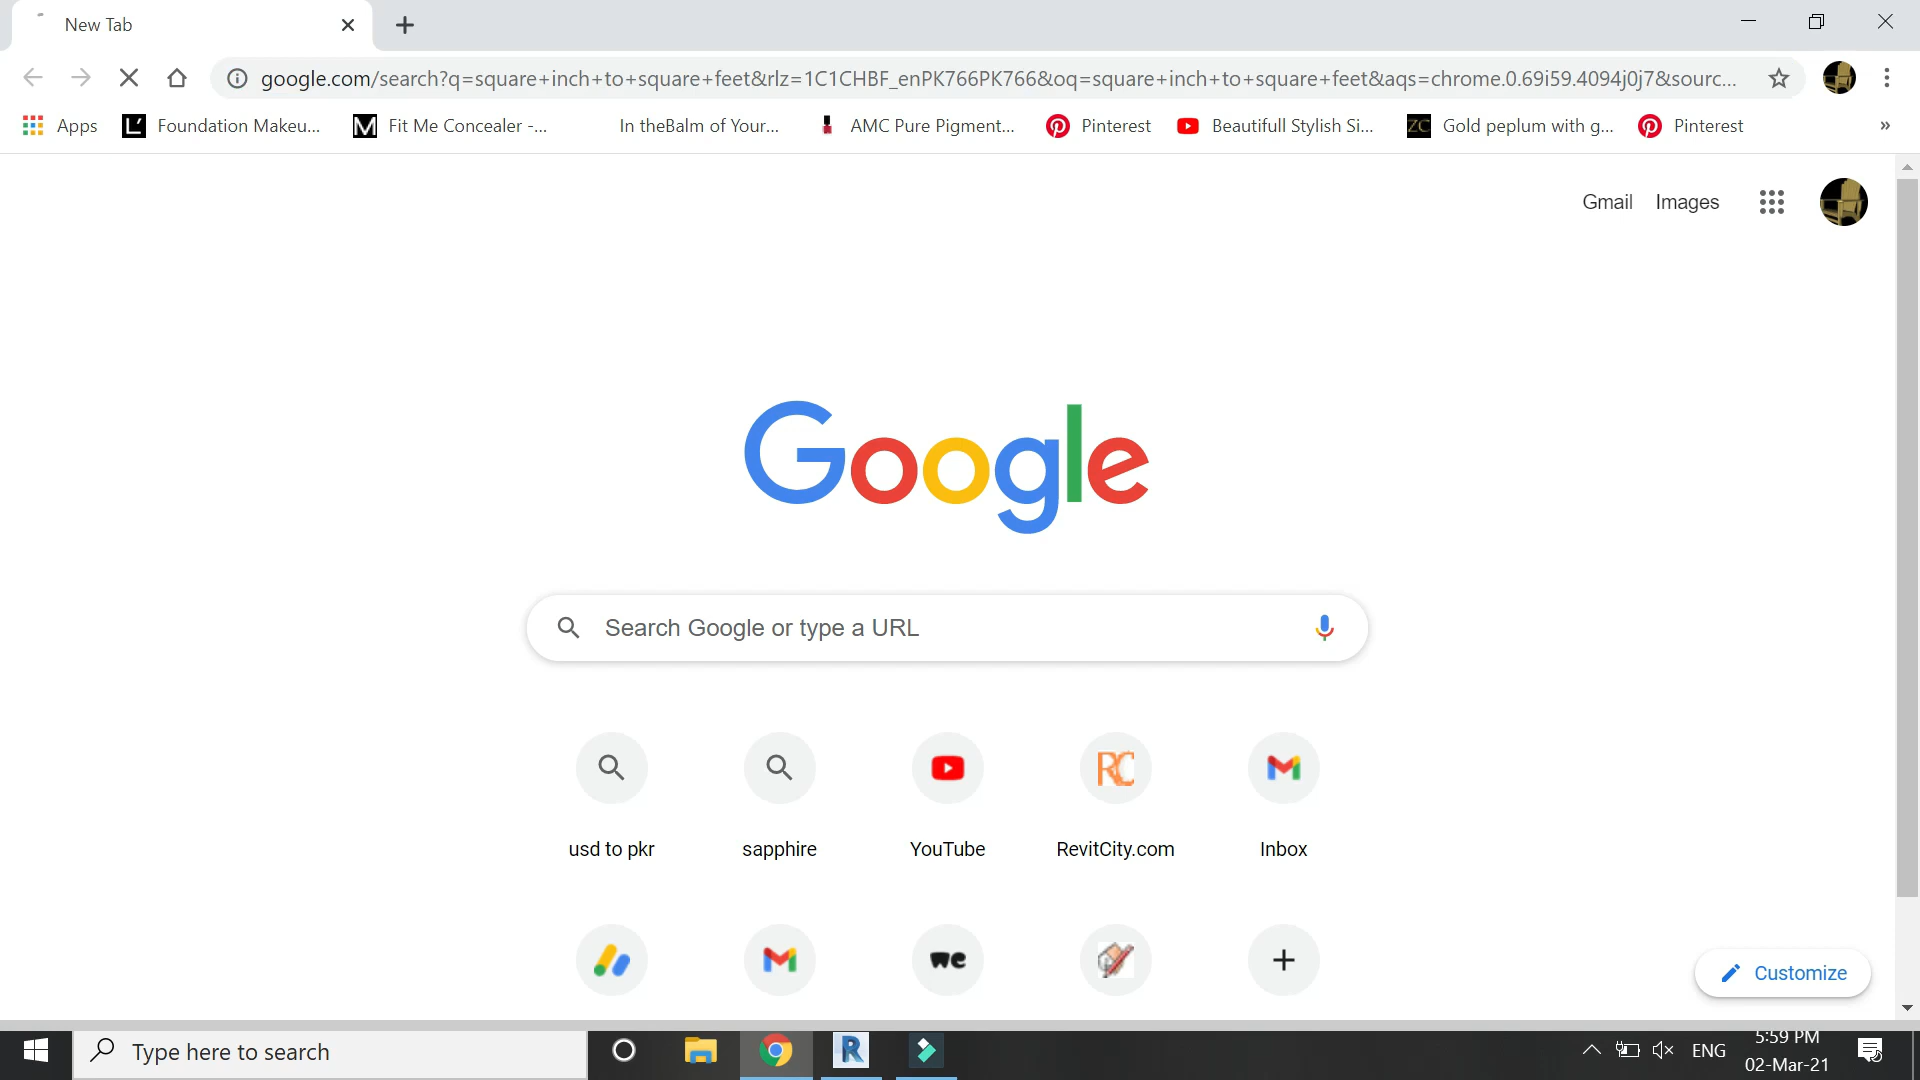 New Tab
google.com/search?q=square+inch+to+square+feet&rlz=1C1CHBF_enPK766PK766&oq=square+inch+to+square+feet&aqs=chrome.0.69i59.4094j0j7&sourc...
Apps L' Foundation Makeu... M Fit Me Concealer -... In theBalm of Your... AMC Pure Pigment... Pinterest Beautifull Stylish Si... ZC Gold peplum with g... Pinterest »
Gmail Images
Google
Search Google or type a URL
RC
usd to pkr sapphire YouTube RevitCity.com Inbox
we
Customize
Type here to search
R
ENG
5:59 PM
02-Mar-21